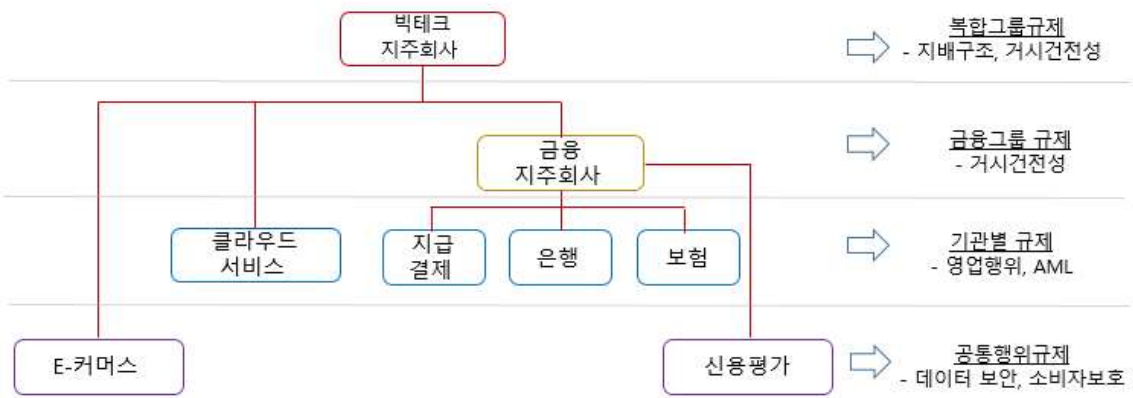 빅테크
지주회사
복합그룹규제
- 지배구조, 거시건전성
금융
지주회사
금융그룹 규제
- 거시건전성
클라우드
서비스
지급
결제
은행
보험
기관별 규제
- 영업행위, AML
E-커머스
신용평가
공통행위규제
- 데이터 보안, 소비자보호